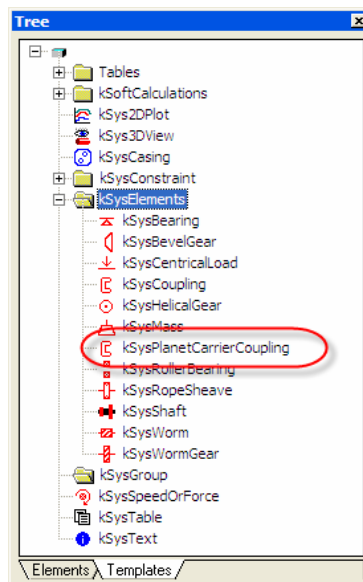 Tree
Tables
kSoftCalculations
kSys2DPlot
kSys3DView
kSysCasing
kSysConstraint
kSysElements
kSysBearing
kSysBevelGear
kSysCentricalLoad
kSysCoupling
kSysHelicalGear
kSysMass
kSysPlanetCarrierCoupling
kSysRollerBearing
kSysRopeSheave
kSysShaft
kSysWorm
kSysWormGear
kSysGroup
kSysSpeedOrForce
kSysTable
kSysText
Elements Templates